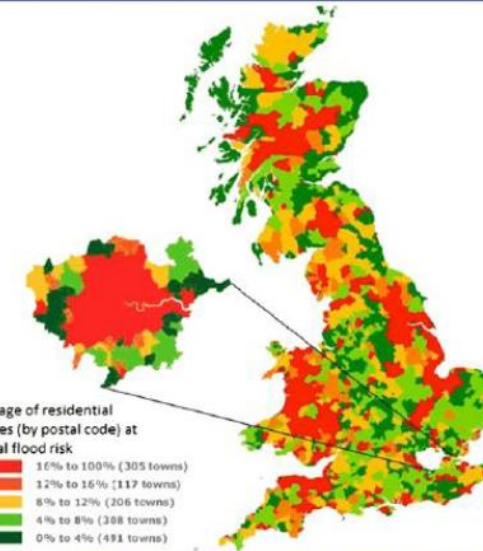 age of residential
es (by postal code) at
al flood risk
16% to 100% (305 towns)
12% to 16% (117 towns)
8% to 12% (206 towns)
4% to 8% (308 towns)
0% to 4% (491 towns)